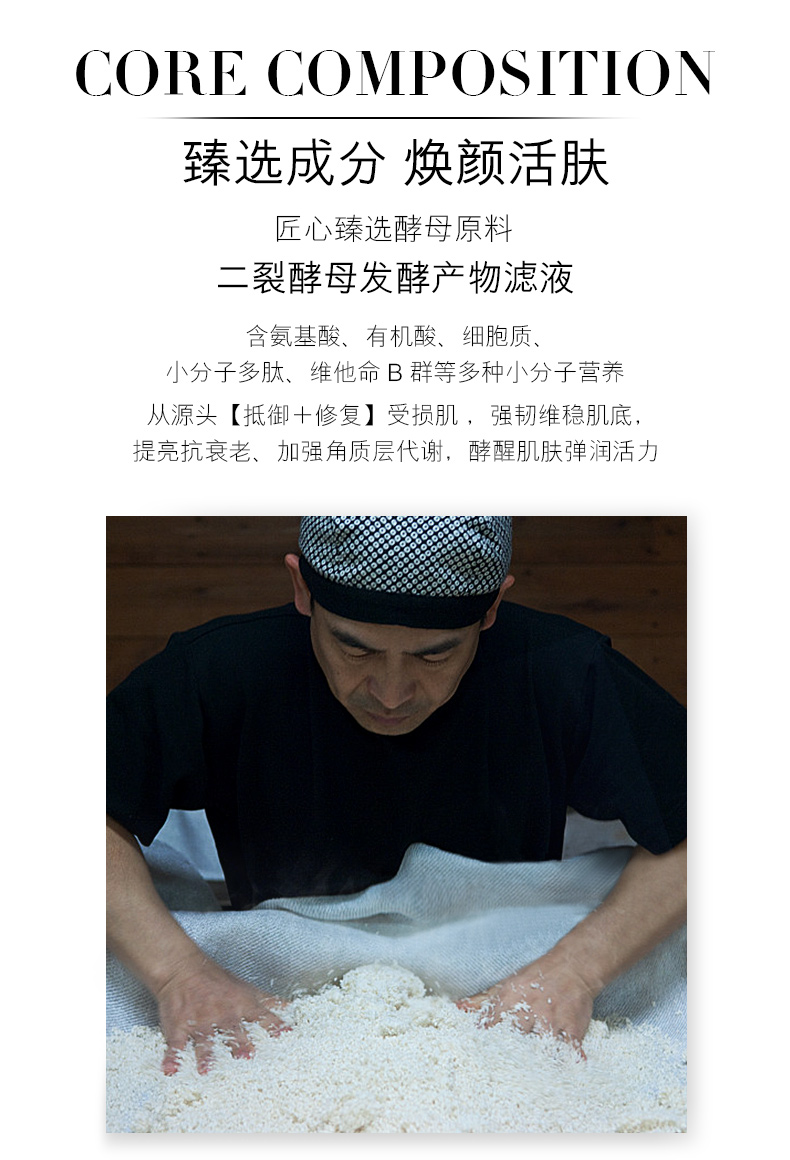 CORE COMPOSITION
臻选成分 焕颜活肤
匠心臻选酵母原料
二裂酵母发酵产物滤液
含氨基酸、有机酸、细胞质、
小分子多肽、维他命 B 群等多种小分子营养
从源头【抵御＋修复】受损肌，强韧维稳肌底，
提亮抗衰老、加强角质层代谢，酵醒肌肤弹润活力